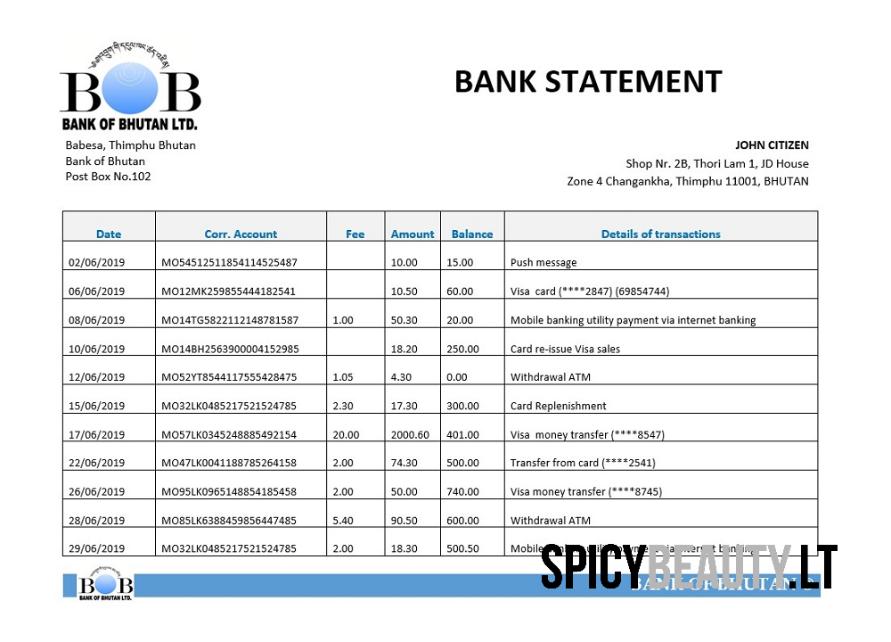 BOB
BANK OF BHUTAN LTD.
BANK STATEMENT
Babesa, Thimphu Bhutan
Bank of Bhutan
Post Box No.102
JOHN CITIZEN
Shop Nr. 2B, Thori Lam 1, JD House
Zone 4 Changankha, Thimphu 11001, BHUTAN
Date Corr. Account Fee Amount Balance Details of transactions
02/06/2019 MO54512511854114525487 10.00 15.00 Push message
06/06/2019 MO12MK259855444182541 10.50 60.00 Visa card (****2847) (69854744)
08/06/2019 MO14TG5822112148781587 1.00 50.30 20.00 Mobile banking utility payment via internet banking
10/06/2019 MO14BH2563900004152985 18.20 250.00 Card re-issue Visa sales
12/06/2019 MO52YT8544117555428475 1.05 4.30 0.00 Withdrawal ATM
15/06/2019 MO32LK0485217521524785 2.30 17.30 300.00 Card Replenishment
17/06/2019 MO57LK0345248885492154 20.00 2000.60 401.00 Visa money transfer (****8547)
22/06/2019 MO47LK0041188785264158 2.00 74.30 500.00 Transfer from card (****2541)
26/06/2019 MO95LK0965148854185458 2.00 50.00 740.00 Visa money transfer (****8745)
28/06/2019 MO85LK6388459856447485 5.40 90.50 600.00 Withdrawal ATM
29/06/2019 MO32LK0485217521524785 2.00 18.30 500.50 Mobile banking utility payment via internet banking
SPICYBEAUTY.LT
BOB
BANK OF BHUTAN LTD.
BANK OF BHUTAN